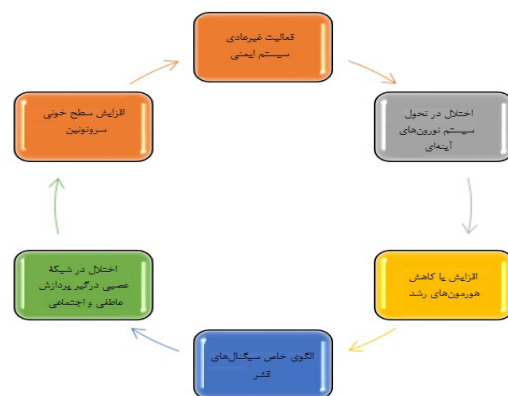 فعالیت غیرعادی
سیستم ایمنی
اختلال در تحول
سیستم نورون‌های
آینه‌ای
افزایش یا کاهش
هورمون‌های رشد
الگوی خاص سیگنال‌های
قشر
اختلال در شبکهٔ
عصبی درگیر پردازش
عاطفی و اجتماعی
افزایش سطح خونی
سروتونین